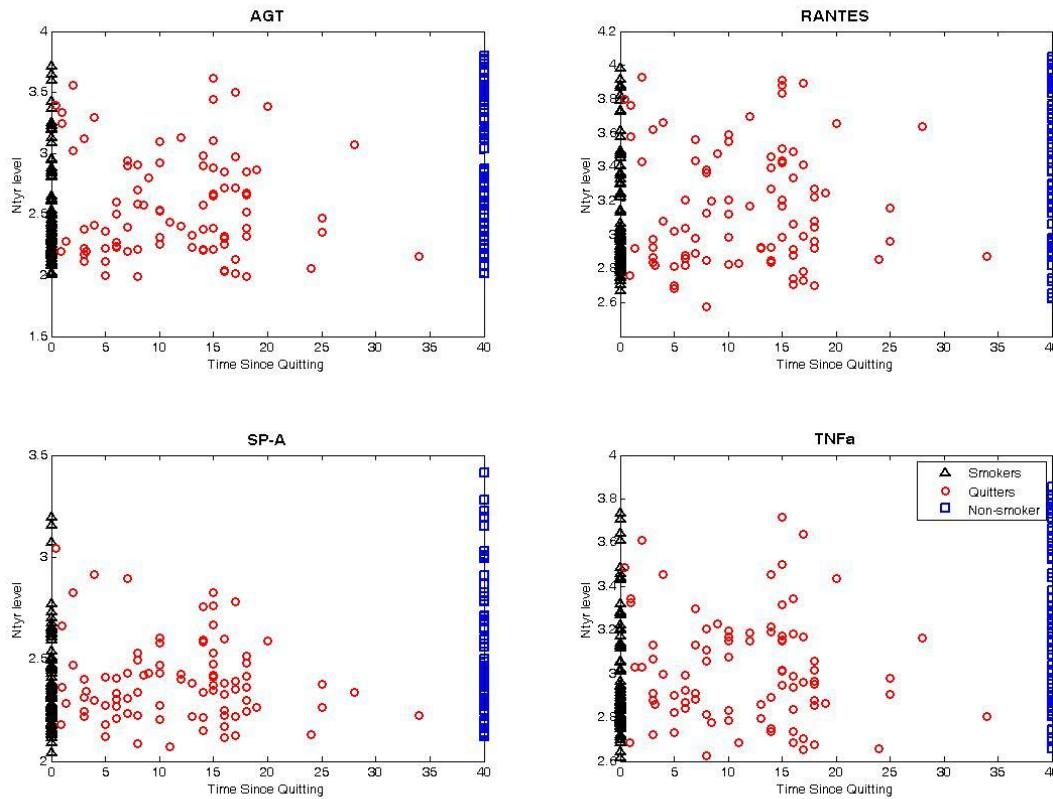 AGT
4
3.5
3
2.5
2
1.5
Ntyr level
0 5 10 15 20 25 30 35 40
Time Since Quitting
RANTES
4.2
4
3.8
3.6
3.4
3.2
3
2.8
2.6
Ntyr level
0 5 10 15 20 25 30 35 40
Time Since Quitting
SP-A
3.5
3
2.5
2
Ntyr level
0 5 10 15 20 25 30 35 40
Time Since Quitting
TNFa
4
3.8
3.6
3.4
3.2
3
2.8
2.6
Ntyr level
0 5 10 15 20 25 30 35 40
Time Since Quitting
Smokers
Quitters
Non-smoker